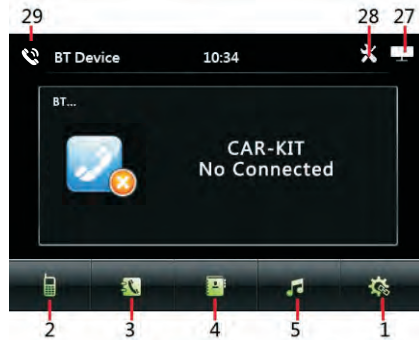 29 28 27
BT Device 10:34
BT...
CAR-KIT
No Connected
2 3 4 5 1